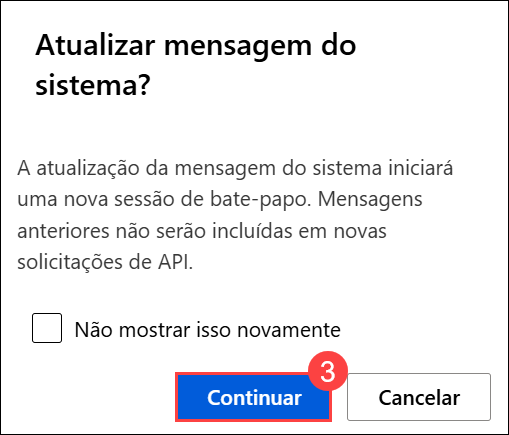 Atualizar mensagem do
sistema?
A atualização da mensagem do sistema iniciará
uma nova sessão de bate-papo. Mensagens
anteriores não serão incluídas em novas
solicitações de API.
Não mostrar isso novamente
3
Continuar
Cancelar